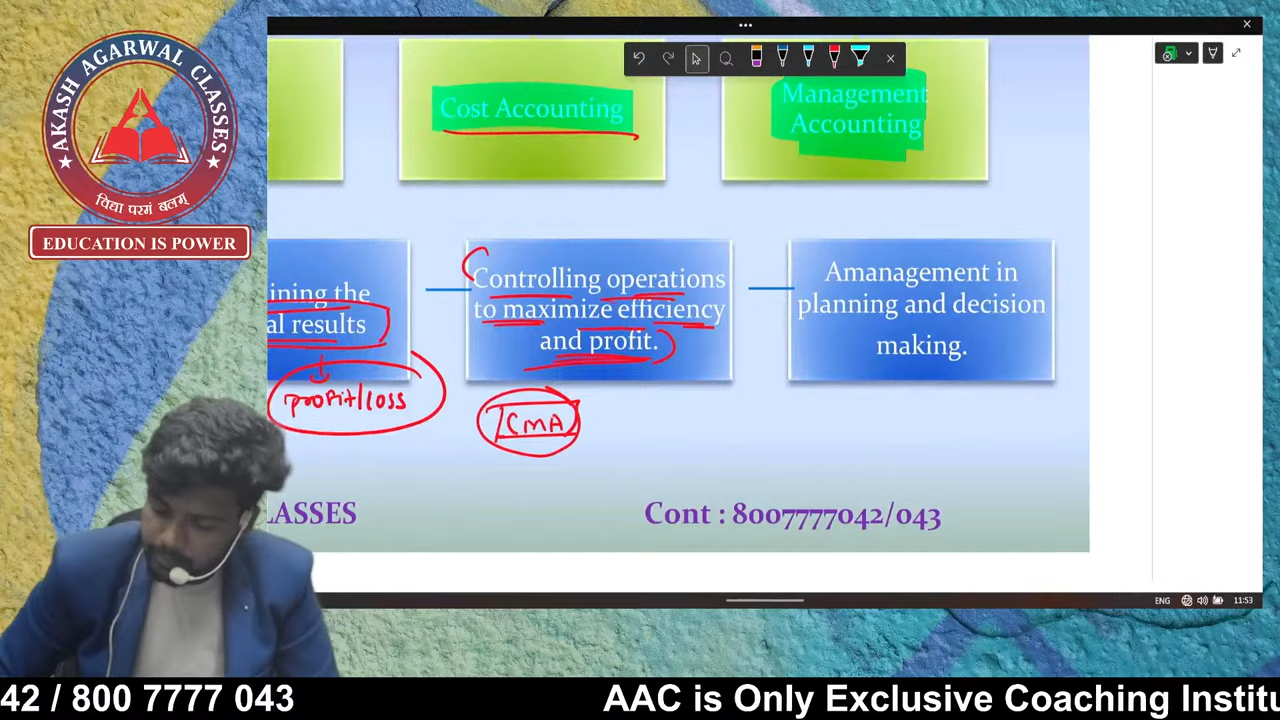 AKASH AGARWAL CLASSES
विद्या परमं बलम्
EDUCATION IS POWER
Cost Accounting
Management
Accounting
ining the
al results
Controlling operations
to maximize efficiency
and profit.
Amanagement in
planning and decision
making.
profit/loss
CMA
LASSES
Cont : 8007777042/043
ENG
11:53
42 / 800 7777 043
AAC is Only Exclusive Coaching Institu